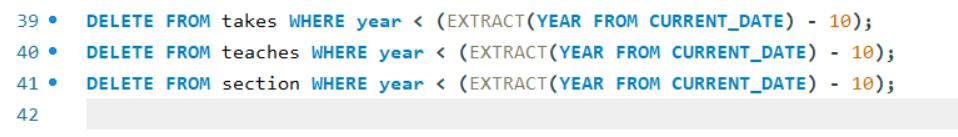 39 DELETE FROM takes WHERE year < (EXTRACT(YEAR FROM CURRENT_DATE) - 10);
40 DELETE FROM teaches WHERE year < (EXTRACT(YEAR FROM CURRENT_DATE) - 10);
41 DELETE FROM section WHERE year < (EXTRACT(YEAR FROM CURRENT_DATE) - 10);
42